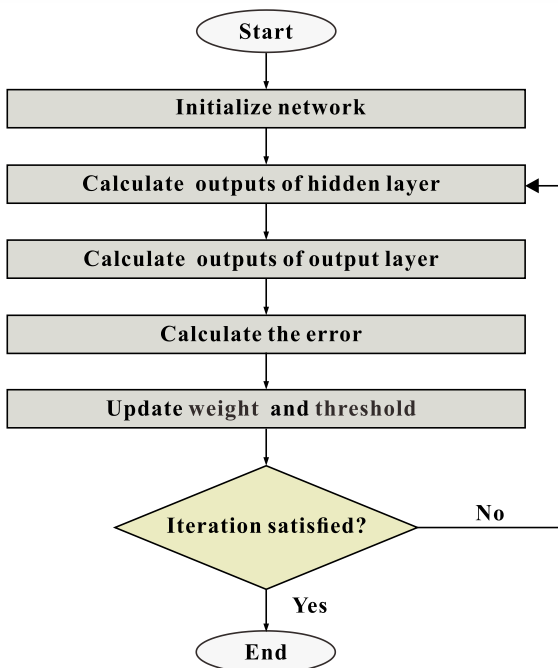 Start
Initialize network
Calculate outputs of hidden layer
Calculate outputs of output layer
Calculate the error
Update weight and threshold
Iteration satisfied?
No
Yes
End